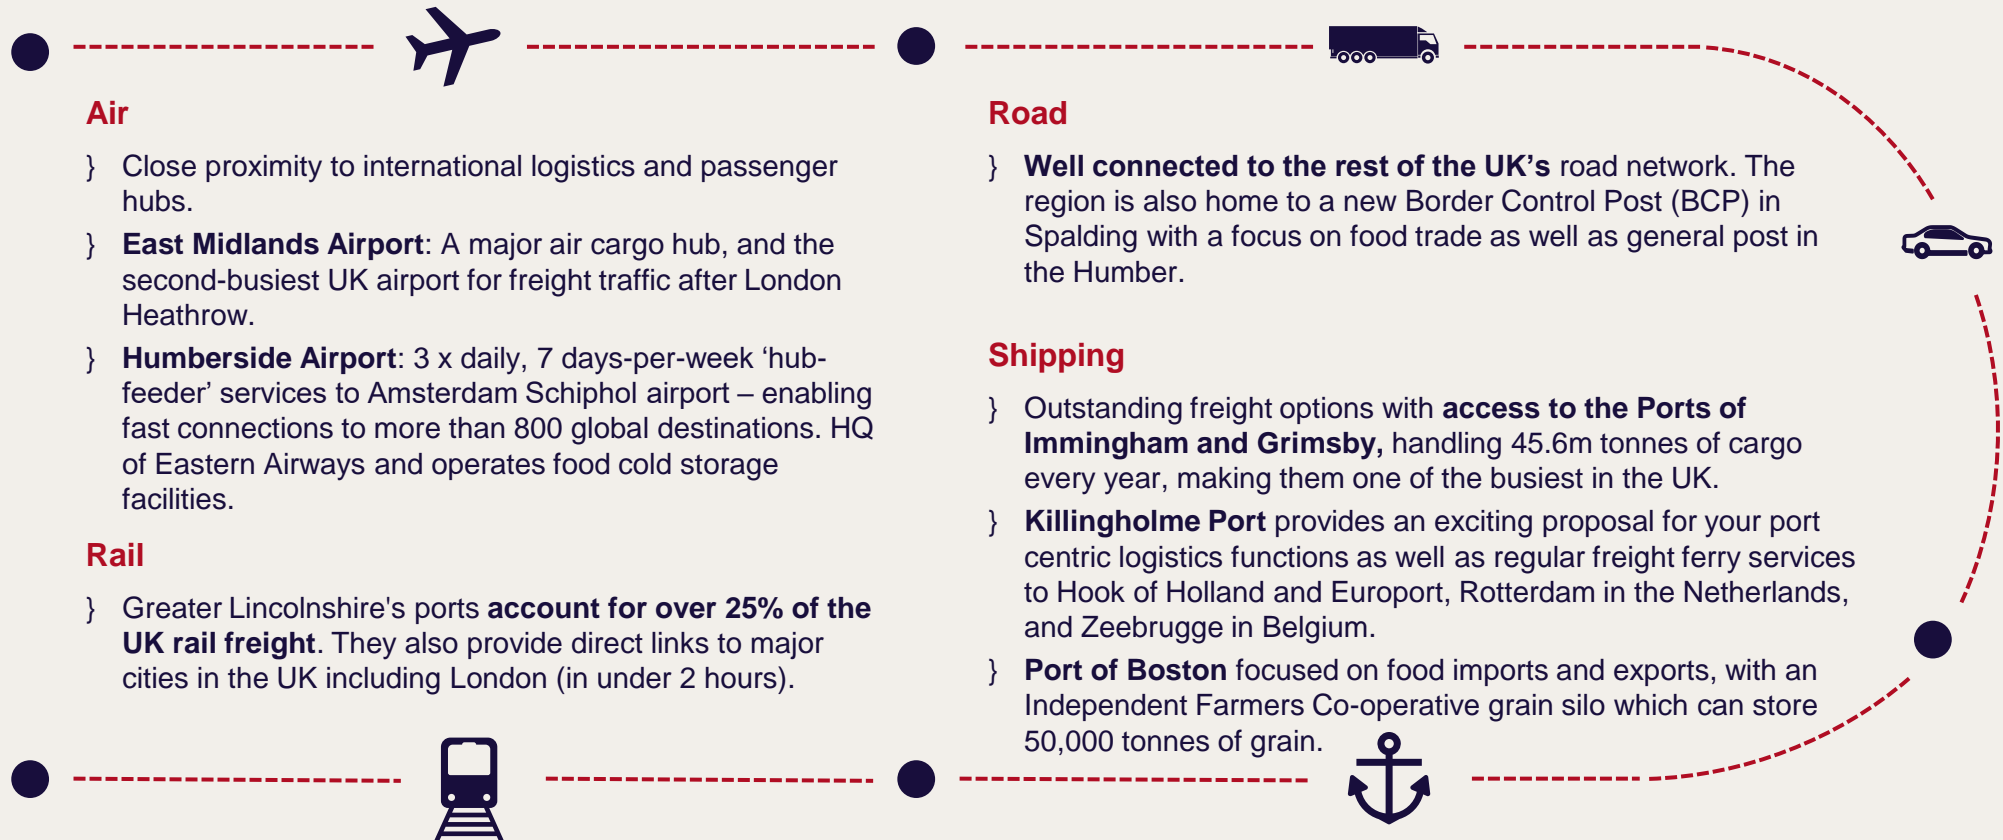 Air
} Close proximity to international logistics and passenger
hubs.
} East Midlands Airport: A major air cargo hub, and the
second-busiest UK airport for freight traffic after London
Heathrow.
} Humberside Airport: 3 x daily, 7 days-per-week ‘hub-
feeder’ services to Amsterdam Schiphol airport – enabling
fast connections to more than 800 global destinations. HQ
of Eastern Airways and operates food cold storage
facilities.
Rail
} Greater Lincolnshire's ports account for over 25% of the
UK rail freight. They also provide direct links to major
cities in the UK including London (in under 2 hours).
Road
} Well connected to the rest of the UK’s road network. The
region is also home to a new Border Control Post (BCP) in
Spalding with a focus on food trade as well as general post in
the Humber.
Shipping
} Outstanding freight options with access to the Ports of
Immingham and Grimsby, handling 45.6m tonnes of cargo
every year, making them one of the busiest in the UK.
} Killingholme Port provides an exciting proposal for your port
centric logistics functions as well as regular freight ferry services
to Hook of Holland and Europort, Rotterdam in the Netherlands,
and Zeebrugge in Belgium.
} Port of Boston focused on food imports and exports, with an
Independent Farmers Co-operative grain silo which can store
50,000 tonnes of grain.